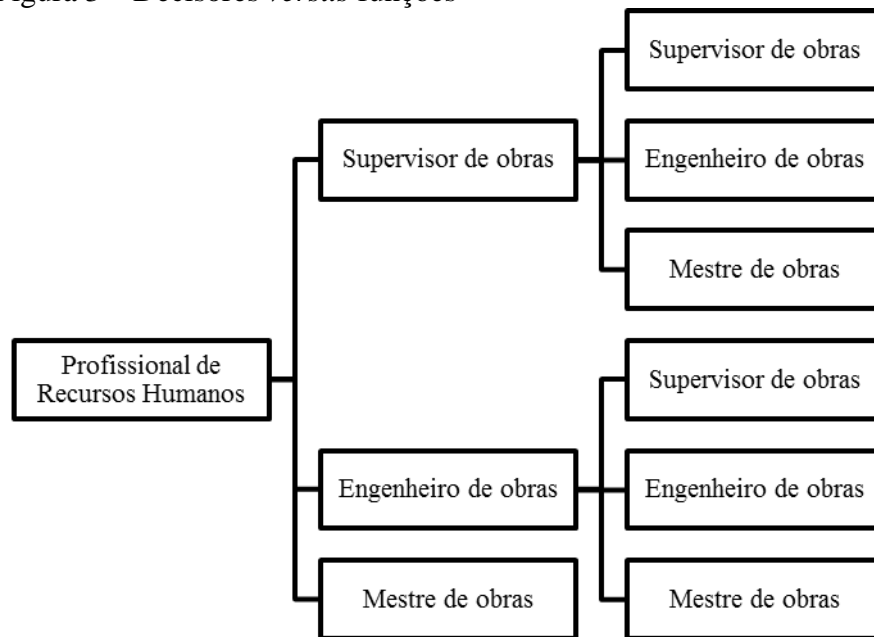 Figura 3 – Decisores versus funções
Supervisor de obras
Supervisor de obras
Engenheiro de obras
Mestre de obras
Profissional de
Recursos Humanos
Supervisor de obras
Engenheiro de obras
Engenheiro de obras
Mestre de obras
Mestre de obras